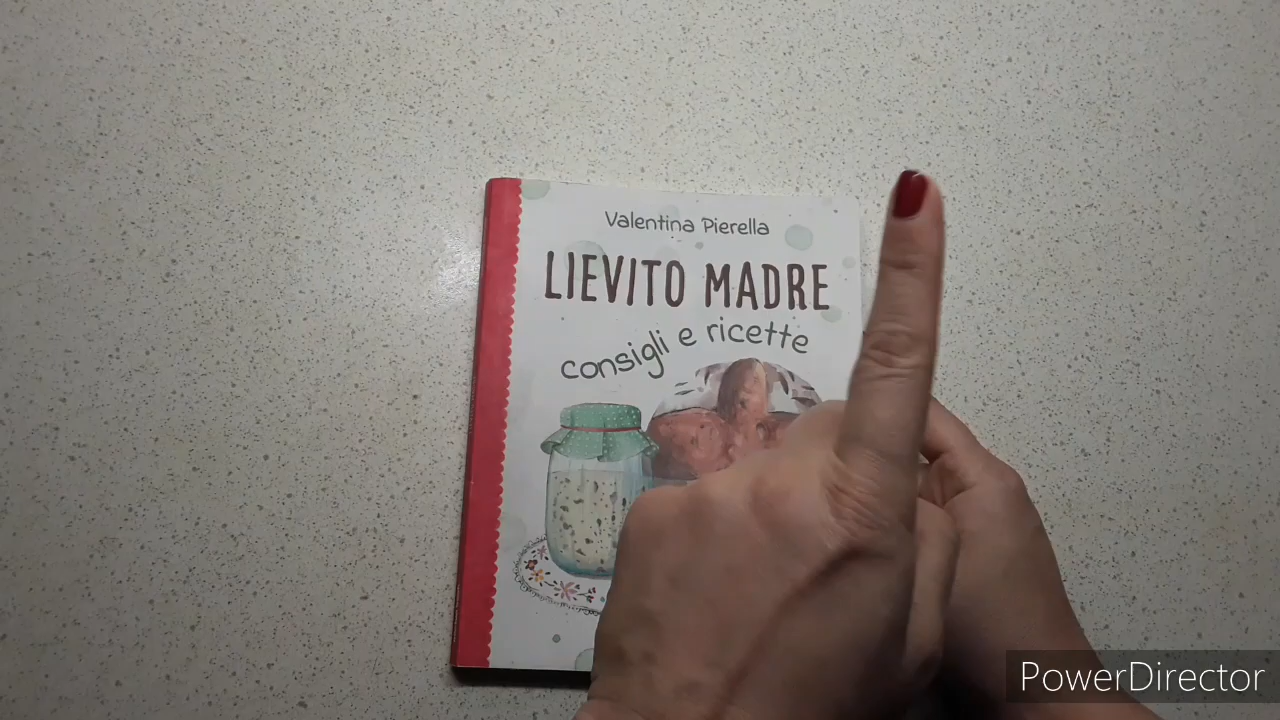 Valentina Pierella
LIEVITO MADRE
consigli e ricette
PowerDirector